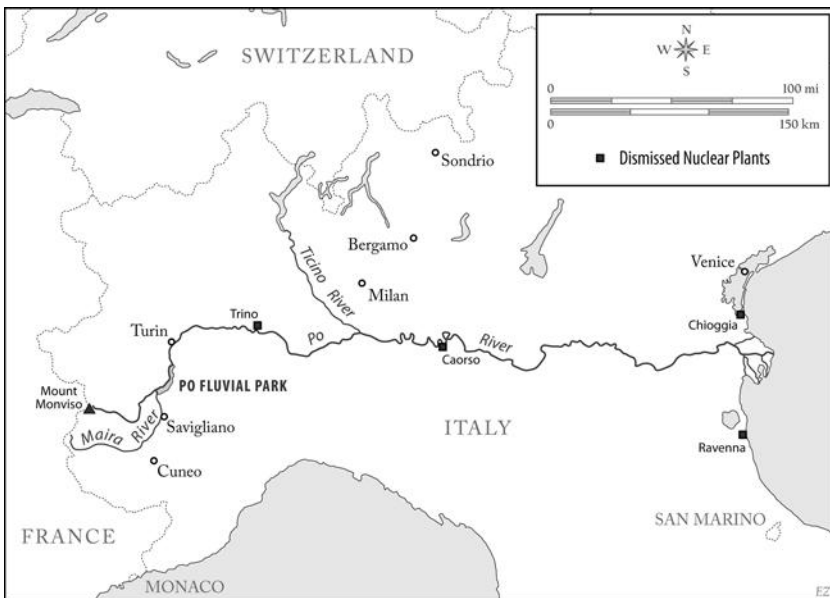 SWITZERLAND
N
W E
S
0 100 mi
0 150 km
Dismissed Nuclear Plants
Sondrio
Bergamo
Milan
Ticino River
Venice
Chioggia
Trino
Turin
Po River
Caorso
PO FLUVIAL PARK
Mount
Monviso
Maira River
Savigliano
Cuneo
ITALY
Ravenna
FRANCE
SAN MARINO
MONACO
EZ